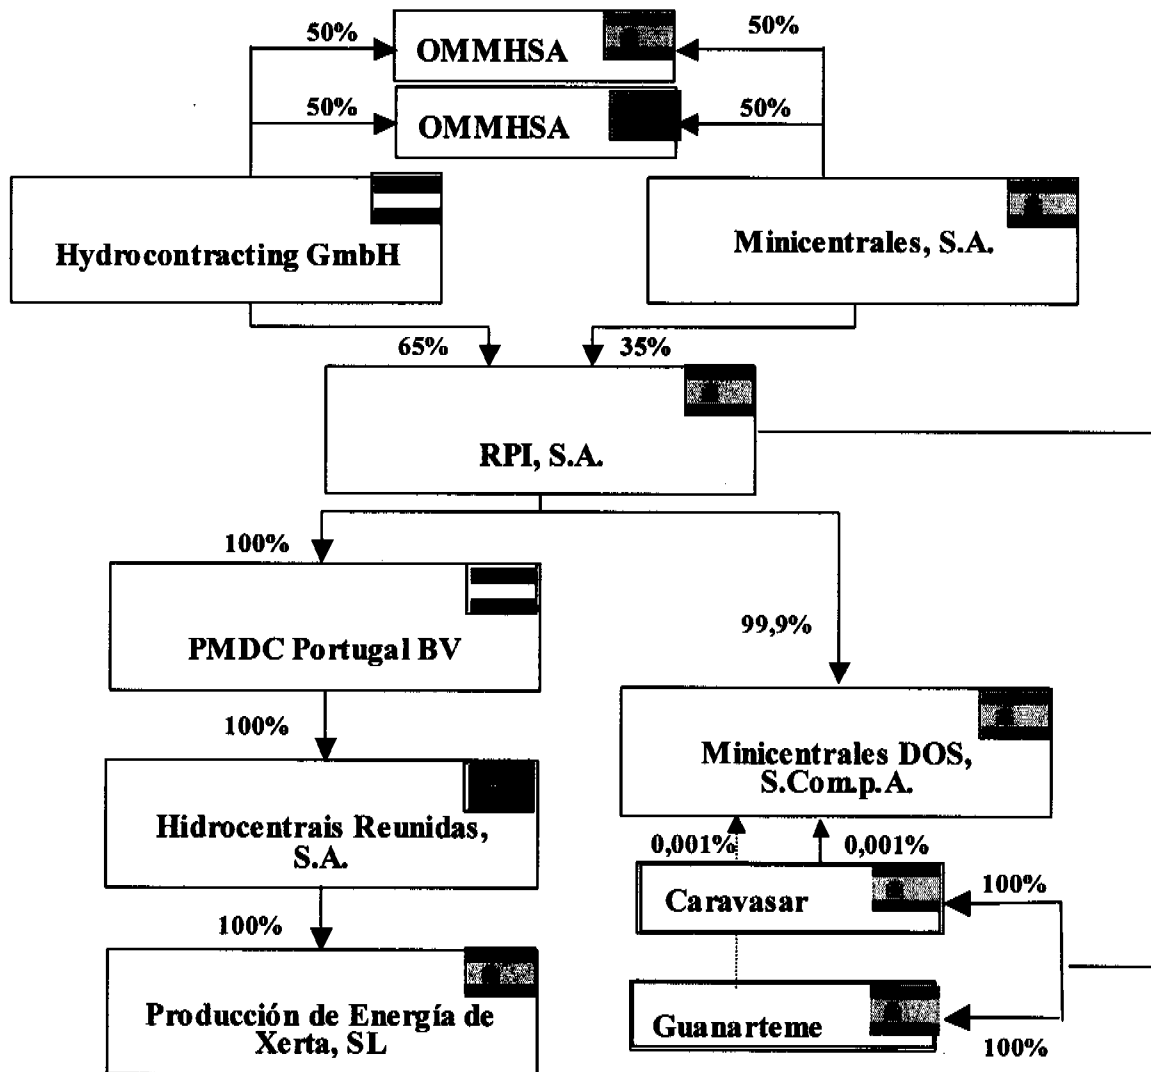 50%
OMMHSA
50%
50%
OMMHSA
50%
Hydrocontracting GmbH
Minicentrales, S.A.
65%
35%
RPI, S.A.
100%
PMDC Portugal BV
99,9%
100%
Minicentrales DOS,
S.Com.p.A.
Hidrocentrais Reunidas,
S.A.
0,001%
0,001%
Caravasar
100%
100%
Producción de Energía de
Xerta, SL
Guanarteme
100%